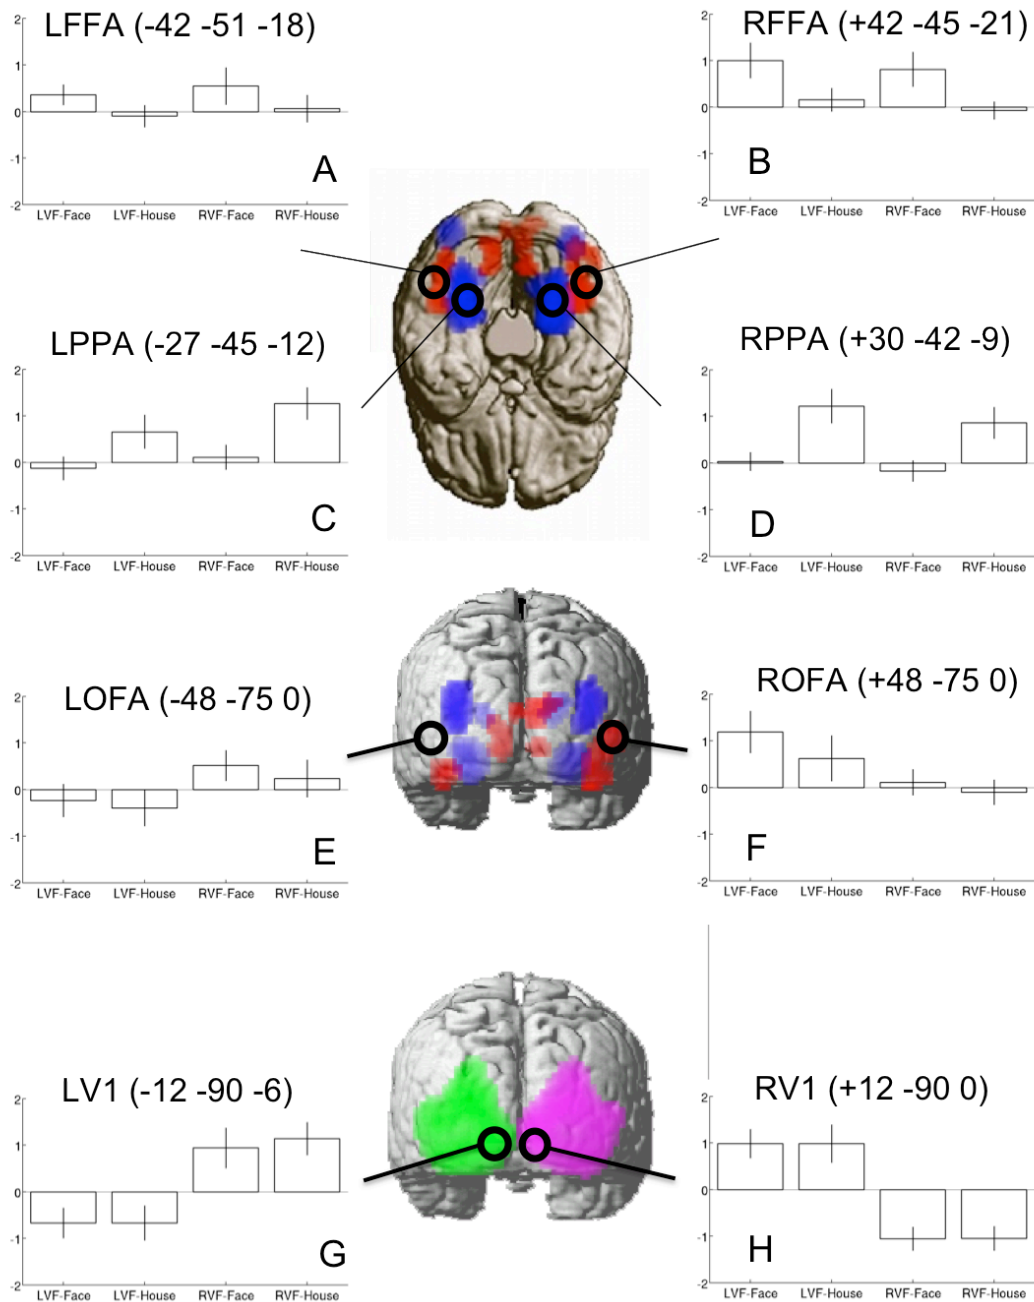 LFFA (-42 -51 -18)
2
1
0
-1
-2
LVF-Face LVF-House RVF-Face RVF-House
A
RFFA (+42 -45 -21)
2
1
0
-1
-2
LVF-Face LVF-House RVF-Face RVF-House
B
LPPA (-27 -45 -12)
2
1
0
-1
-2
LVF-Face LVF-House RVF-Face RVF-House
C
RPPA (+30 -42 -9)
2
1
0
-1
-2
LVF-Face LVF-House RVF-Face RVF-House
D
LOFA (-48 -75 0)
2
1
0
-1
-2
LVF-Face LVF-House RVF-Face RVF-House
E
ROFA (+48 -75 0)
2
1
0
-1
-2
LVF-Face LVF-House RVF-Face RVF-House
F
LV1 (-12 -90 -6)
2
1
0
-1
-2
LVF-Face LVF-House RVF-Face RVF-House
G
RV1 (+12 -90 0)
2
1
0
-1
-2
LVF-Face LVF-House RVF-Face RVF-House
H